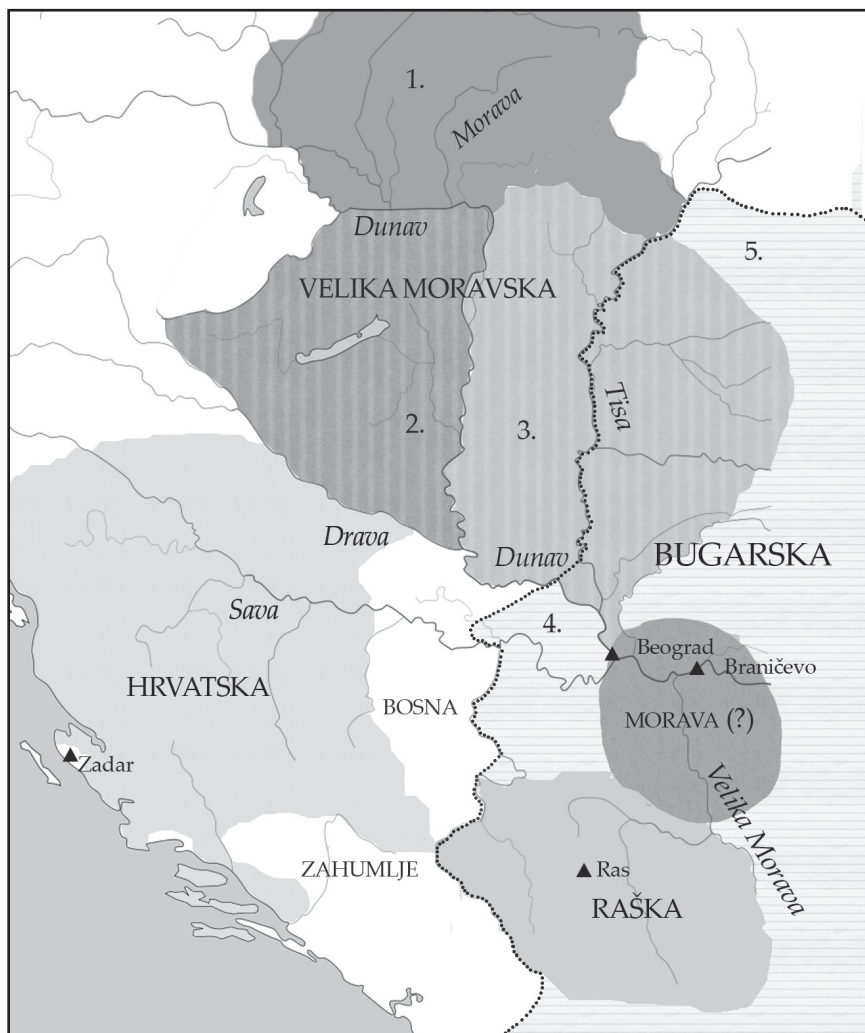 1.
Morava
5.
Dunav
VELIKA MORAVSKA
2.
3.
Tisa
Drava
Dunav
BUGARSKA
Sava
4.
Beograd
Braničevo
HRVATSKA
BOSNA
MORAVA (?)
Zadar
Velika Morava
ZAHUMLJE
Ras
RAŠKA